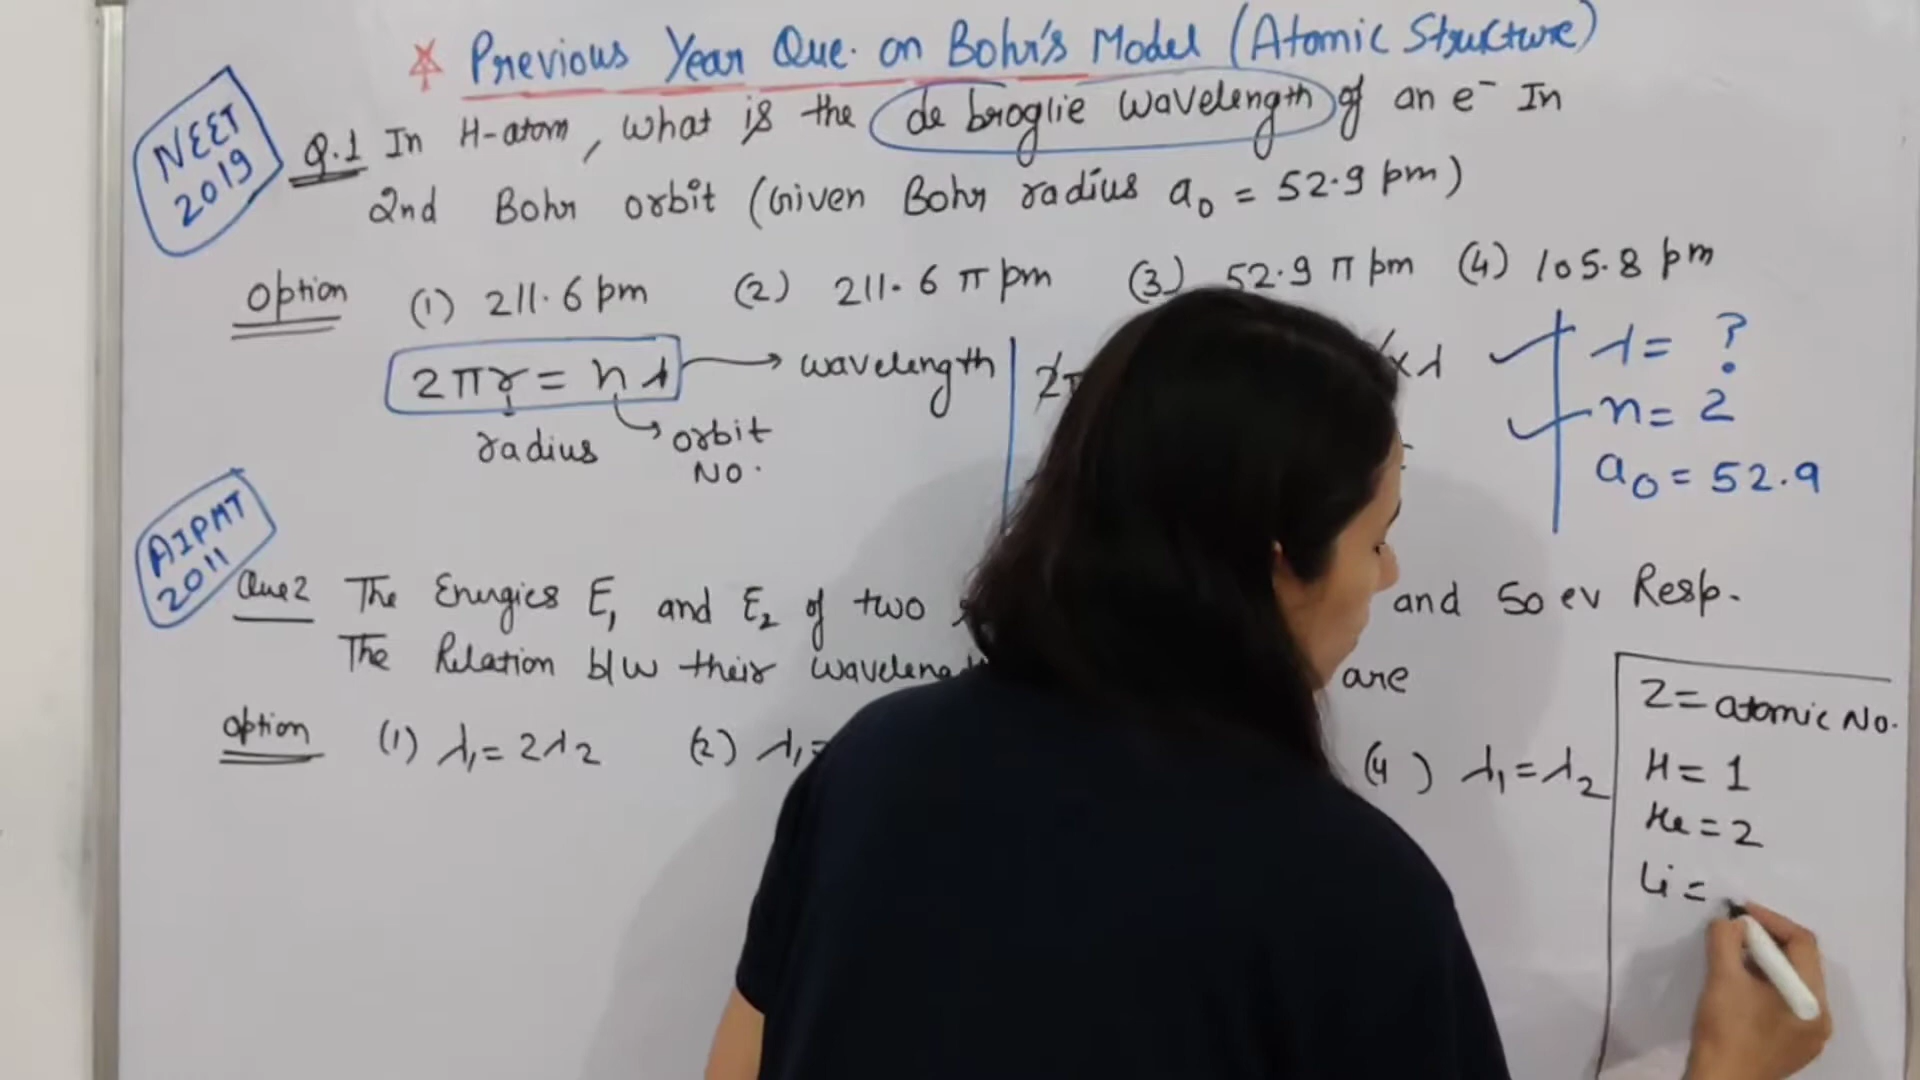 * Previous Year Que. on Bohr's Model (Atomic Structure)
NEET 2019
Q.1 In H-atom, what is the de broglie wavelength of an e⁻ In
2nd Bohr orbit (Given Bohr radius a₀ = 52.9 pm)
Option (1) 211.6 pm (2) 211.6 π pm (3) 52.9 π pm (4) 105.8 pm
2πr = nλ → wavelength
radius
orbit No.
×λ
λ = ?
n = 2
a₀ = 52.9
AIPMT 2011
Que 2 The Energies E₁ and E₂ of two and 50 ev Resp.
The Relation b/w their are
option (1) λ₁ = 2λ₂ (2) λ₁= (4) λ₁ = λ₂
Z = atomic No.
H = 1
He = 2
Li =